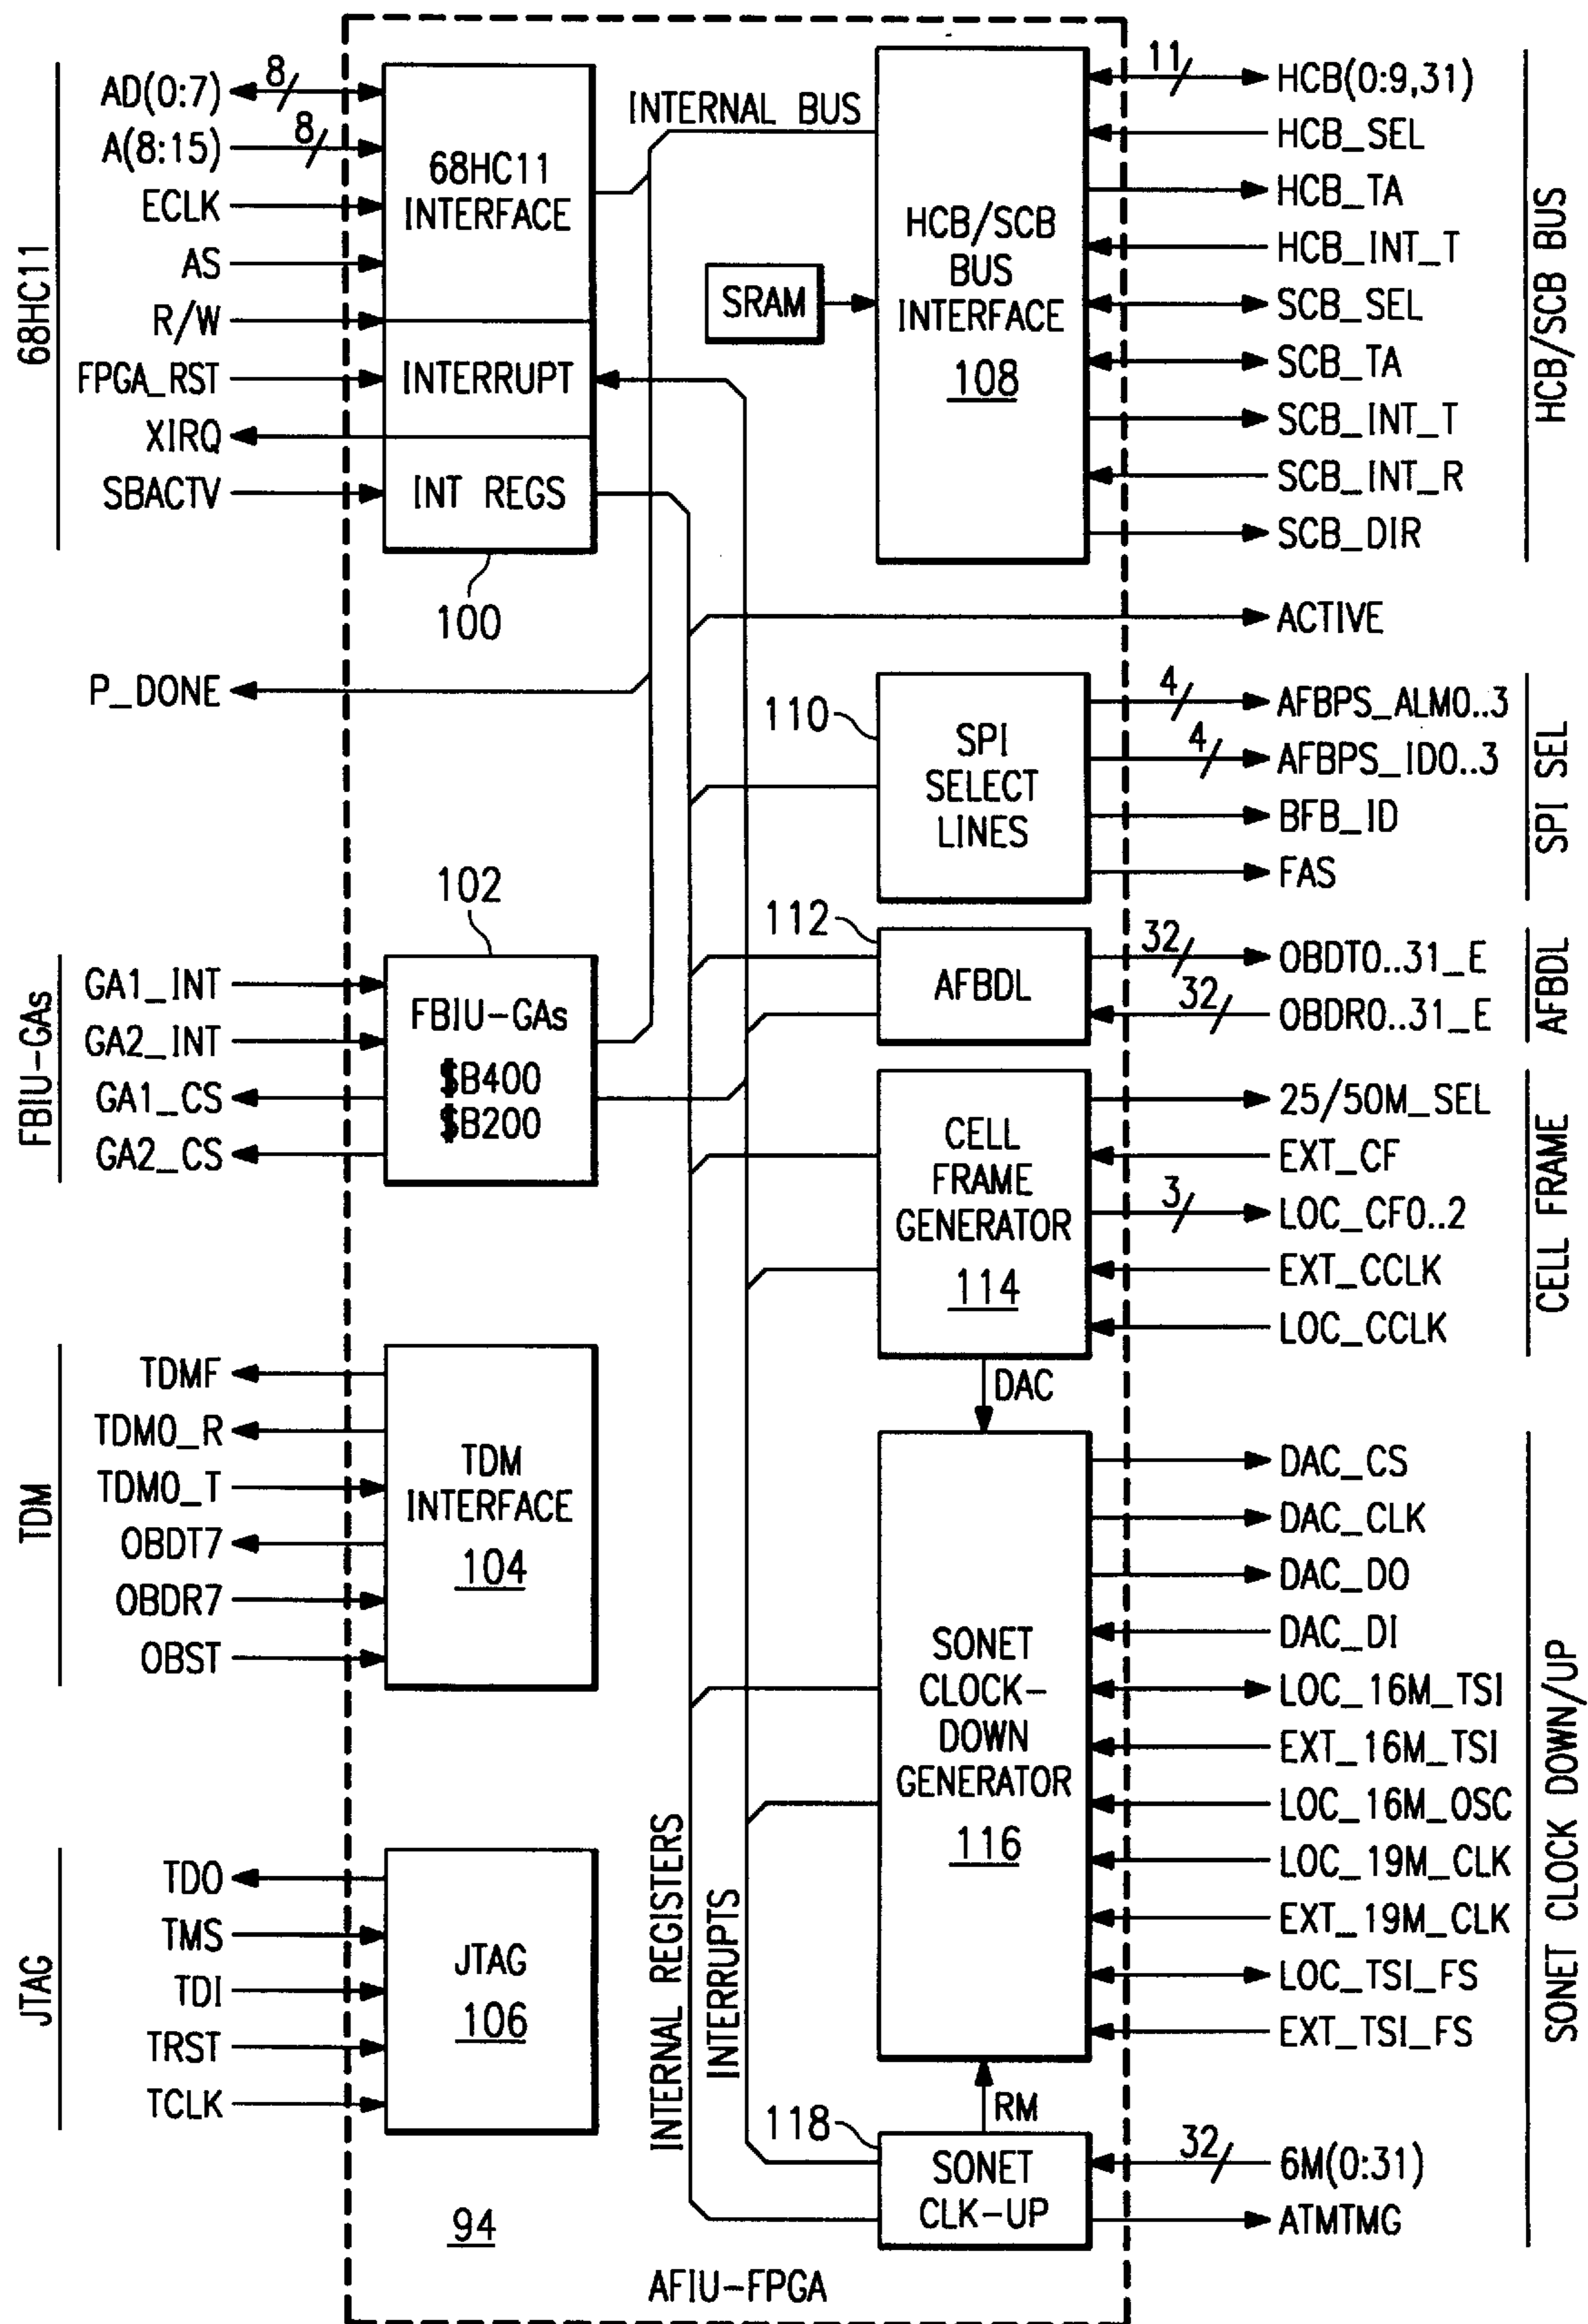 68HC11
AD(0:7)
8
A(8:15)
8
ECLK
AS
R/W
FPGA_RST
XIRQ
SBACTV
68HC11
INTERFACE
INTERRUPT
INT REGS
100
INTERNAL BUS
SRAM
HCB/SCB
BUS
INTERFACE
108
11
HCB(0:9,31)
HCB_SEL
HCB_TA
HCB_INT_T
SCB_SEL
SCB_TA
SCB_INT_T
SCB_INT_R
SCB_DIR
HCB/SCB BUS
ACTIVE
P_DONE
110
SPI
SELECT
LINES
4
AFBPS_ALM0..3
4
AFBPS_ID0..3
BFB_ID
FAS
SPI SEL
FBIU-GAs
GA1_INT
GA2_INT
GA1_CS
GA2_CS
102
FBIU-GAs
$B400
$B200
112
AFBDL
32
OBDT0..31_E
32
OBDR0..31_E
AFBDL
CELL
FRAME
GENERATOR
114
25/50M_SEL
EXT_CF
3
LOC_CF0..2
EXT_CCLK
LOC_CCLK
CELL FRAME
DAC
TDM
TDMF
TDM0_R
TDM0_T
OBDT7
OBDR7
OBST
TDM
INTERFACE
104
SONET
CLOCK-
DOWN
GENERATOR
116
DAC_CS
DAC_CLK
DAC_DO
DAC_DI
LOC_16M_TSI
EXT_16M_TSI
LOC_16M_OSC
LOC_19M_CLK
EXT_19M_CLK
LOC_TSI_FS
EXT_TSI_FS
SONET CLOCK DOWN/UP
JTAG
TDO
TMS
TDI
TRST
TCLK
JTAG
106
INTERNAL REGISTERS
INTERRUPTS
RM
118
SONET
CLK-UP
32
6M(0:31)
ATMTMG
94
AFIU-FPGA